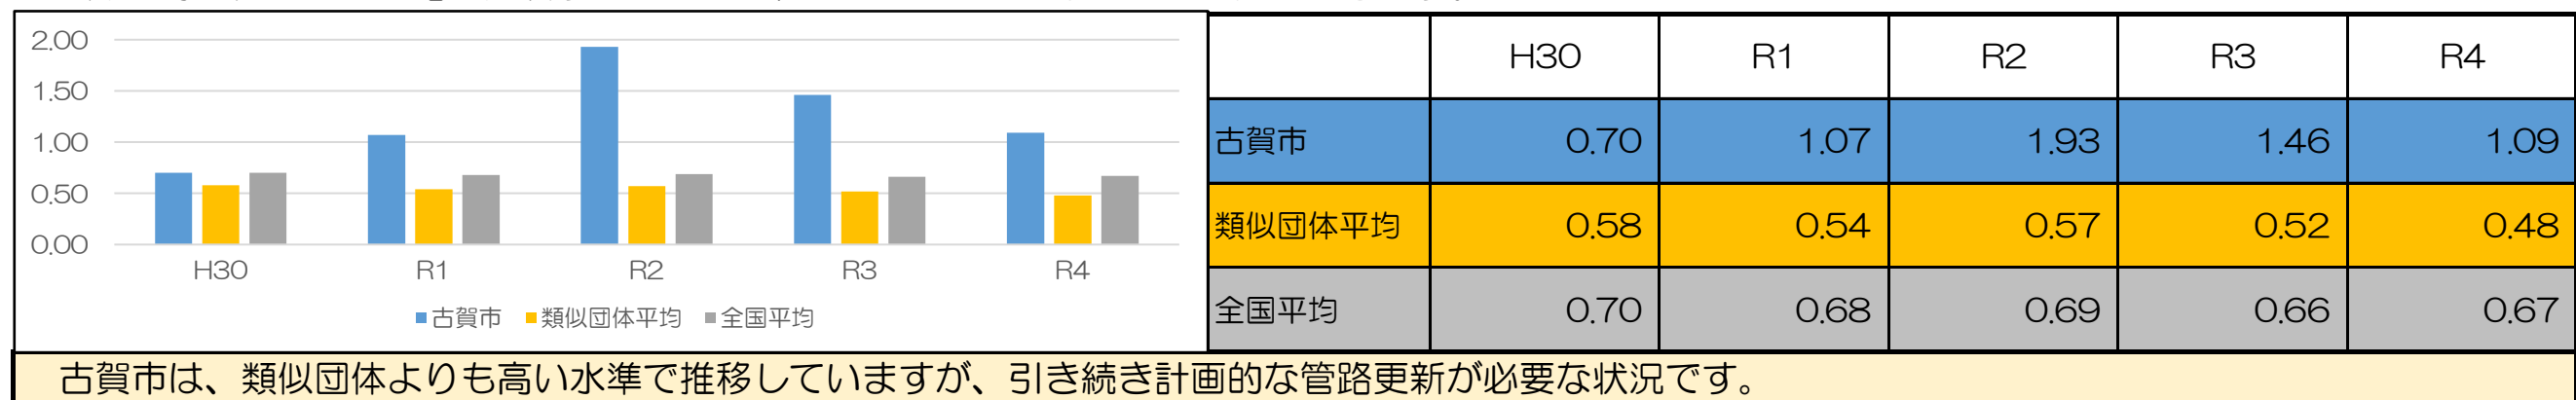 2.00
1.50
1.00
0.50
0.00
H30 R1 R2 R3 R4
■古賀市 ■類似団体平均 ■全国平均
H30 R1 R2 R3 R4
古賀市 0.70 1.07 1.93 1.46 1.09
類似団体平均 0.58 0.54 0.57 0.52 0.48
全国平均 0.70 0.68 0.69 0.66 0.67
古賀市は、類似団体よりも高い水準で推移していますが、引き続き計画的な管路更新が必要な状況です。